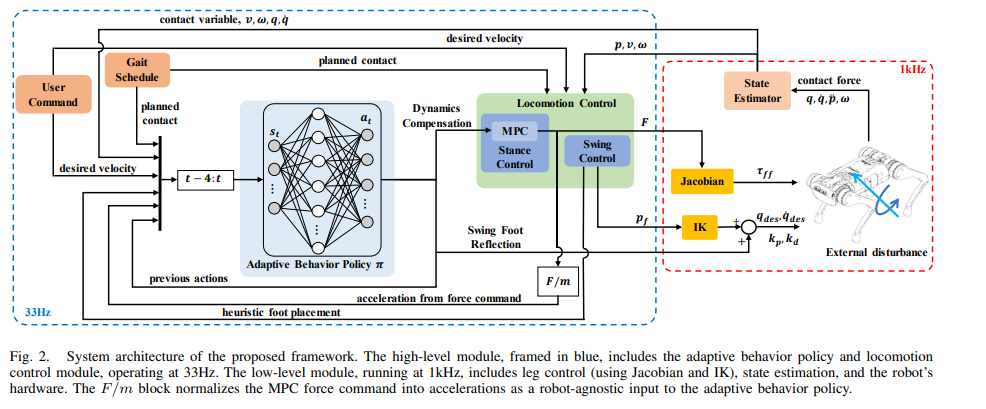 contact variable, v, ω, q, q̇
desired velocity
p, v, ω
1kHz
Gait
Schedule
planned contact
State
Estimator
contact force
q, q̇, p̈, ω
User
Command
planned
contact
Dynamics
Compensation
Locomotion Control
F
s_t
a_t
MPC
Stance
Control
Swing
Control
desired velocity
t − 4: t
Jacobian
τ_ff
p_f
IK
+
+
q_des, q̇_des
k_p, k_d
Swing Foot
Reflection
External disturbance
Adaptive Behavior Policy π
previous actions
F/m
acceleration from force command
33Hz
heuristic foot placement
Fig. 2. System architecture of the proposed framework. The high-level module, framed in blue, includes the adaptive behavior policy and locomotion
control module, operating at 33Hz. The low-level module, running at 1kHz, includes leg control (using Jacobian and IK), state estimation, and the robot's
hardware. The F/m block normalizes the MPC force command into accelerations as a robot-agnostic input to the adaptive behavior policy.